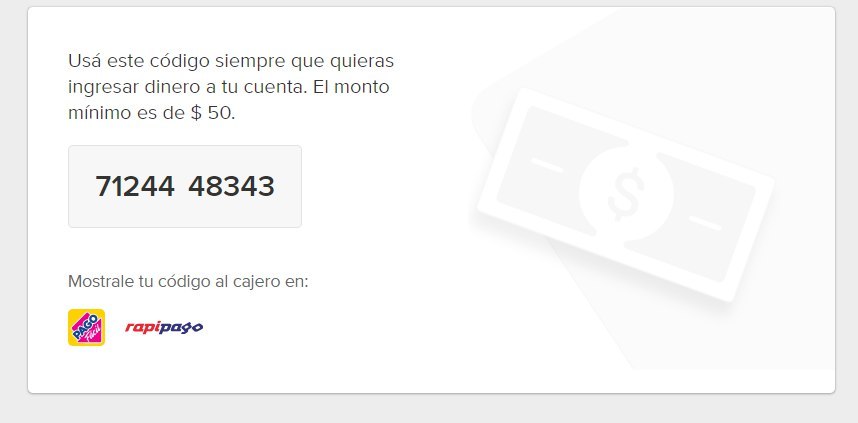 Usá este código siempre que quieras
ingresar dinero a tu cuenta. El monto
mínimo es de $ 50.
71244 48343
Mostrale tu código al cajero en:
PAGO
Fácil
rapipago
$